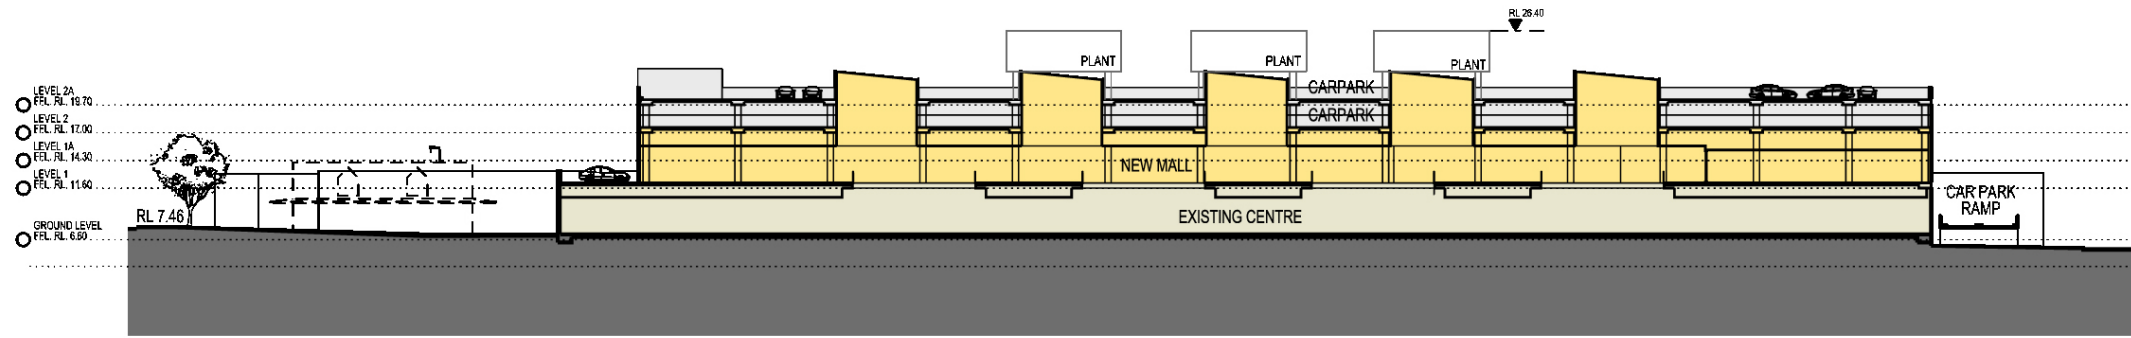 RL 26.40
PLANT
PLANT
PLANT
LEVEL 2A
FFL. RL. 19.70
CARPARK
LEVEL 2
FFL. RL. 17.00
CARPARK
LEVEL 1A
FFL. RL. 14.30
NEW MALL
LEVEL 1
FFL. RL. 11.60
CAR PARK
RAMP
RL 7.46
EXISTING CENTRE
GROUND LEVEL
FFL. RL. 6.60